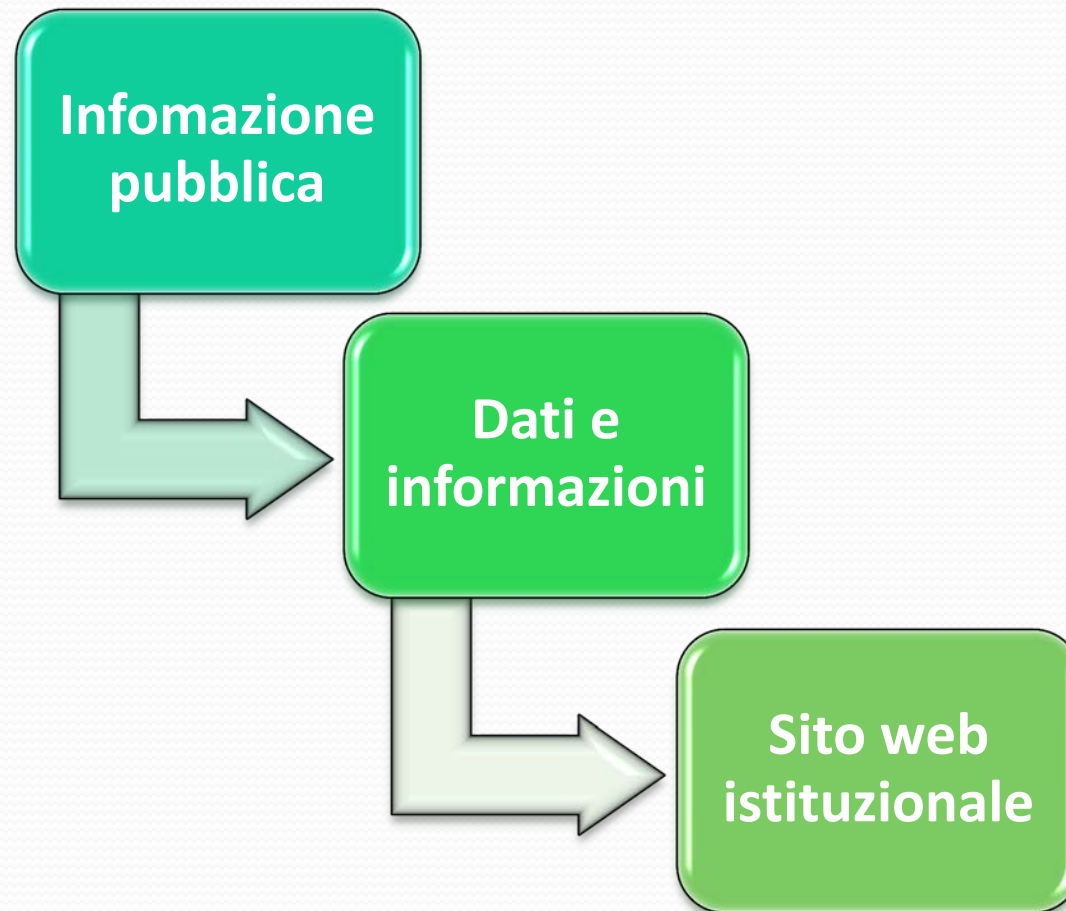 Infomazione
pubblica
Dati e
informazioni
Sito web
istituzionale